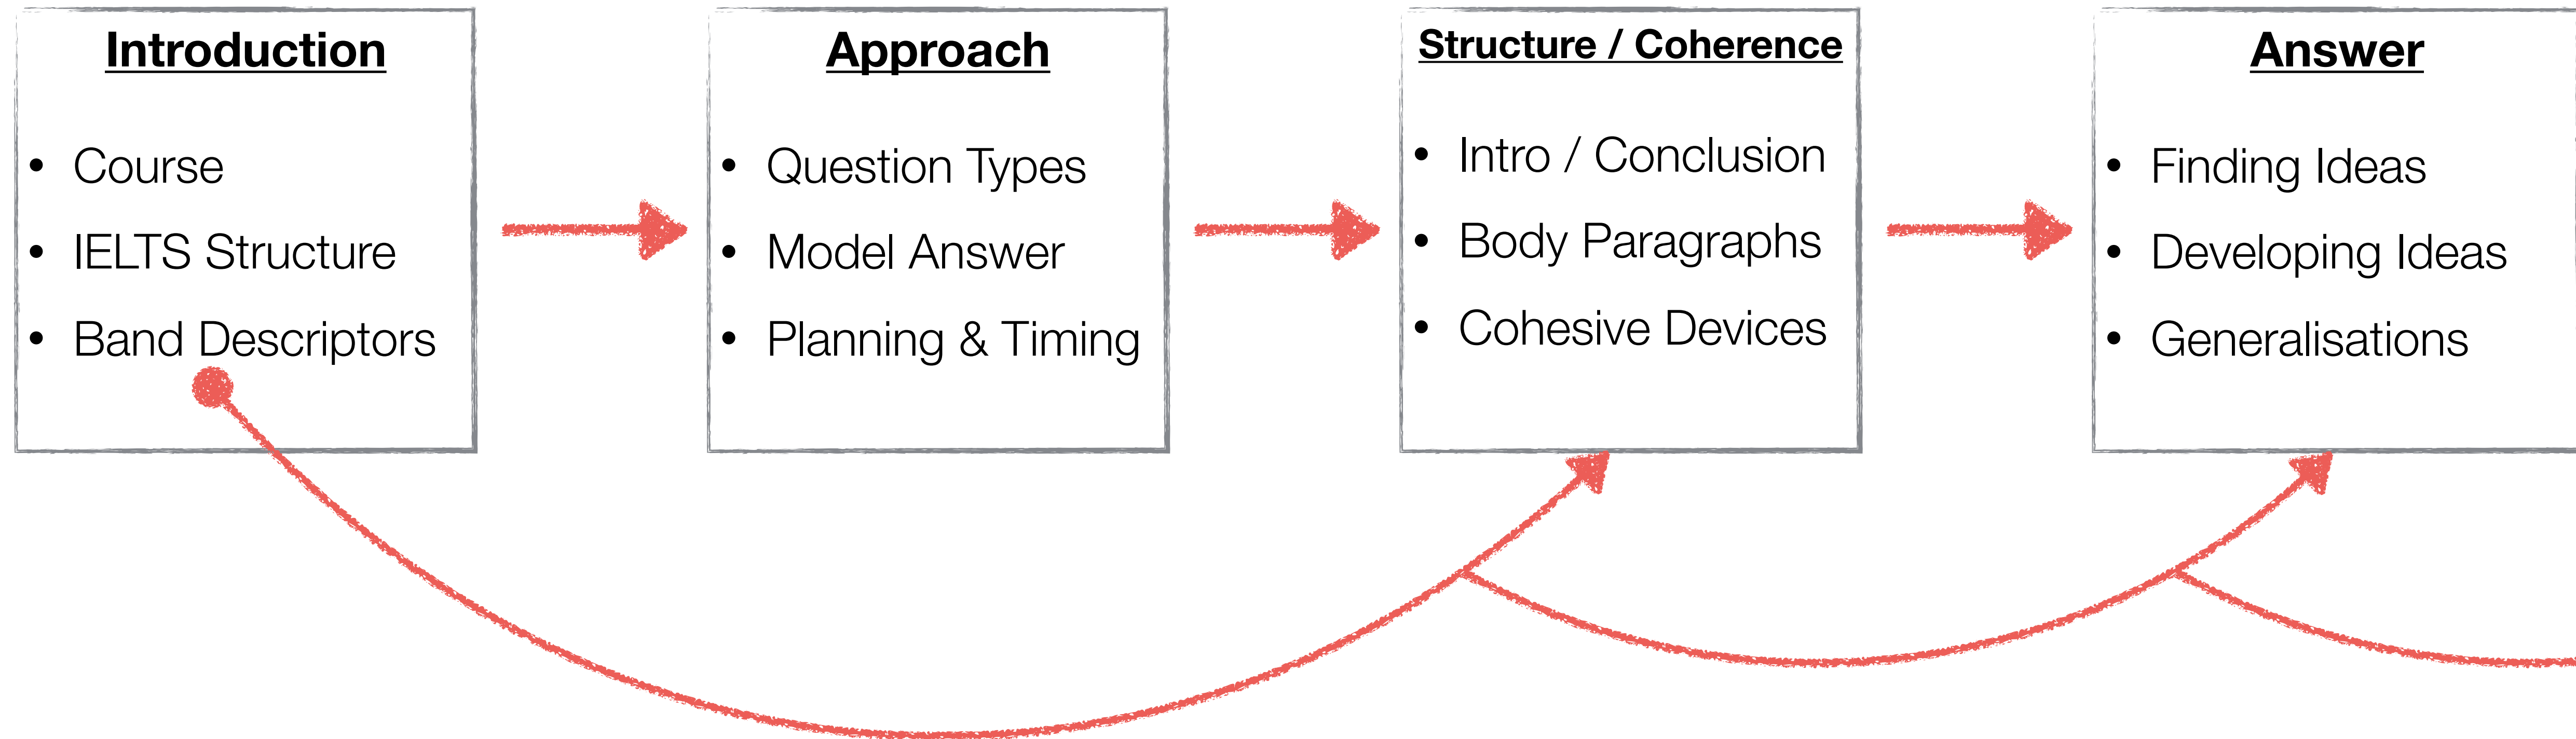 Introduction
• Course
• IELTS Structure
• Band Descriptors
Approach
• Question Types
• Model Answer
• Planning & Timing
Structure / Coherence
• Intro / Conclusion
• Body Paragraphs
• Cohesive Devices
Answer
• Finding Ideas
• Developing Ideas
• Generalisations